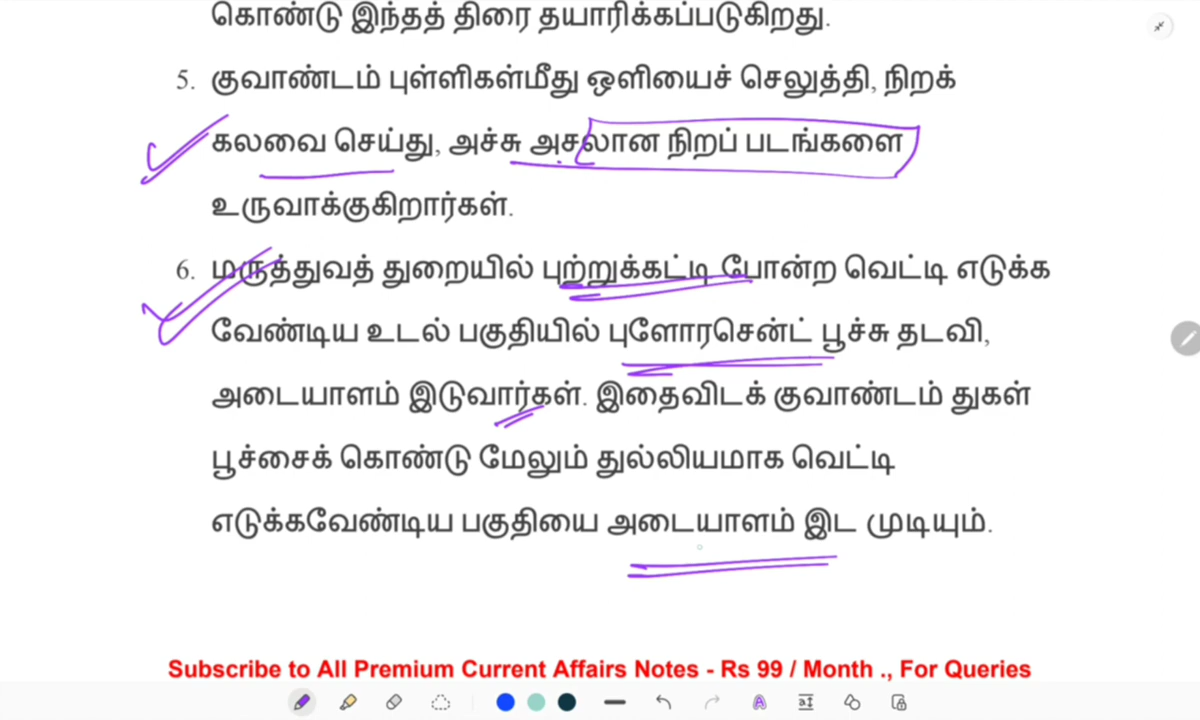 கொண்டு இந்தத் திரை தயாரிக்கப்படுகிறது.
5. குவாண்டம் புள்ளிகள்மீது ஒளியைச் செலுத்தி, நிறக்
கலவை செய்து, அச்சு அசலான நிறப் படங்களை
உருவாக்குகிறார்கள்.
6. மருத்துவத் துறையில் புற்றுக்கட்டி போன்ற வெட்டி எடுக்க
வேண்டிய உடல் பகுதியில் புளோரசென்ட் பூச்சு தடவி,
அடையாளம் இடுவார்கள். இதைவிடக் குவாண்டம் துகள்
பூச்சைக் கொண்டு மேலும் துல்லியமாக வெட்டி
எடுக்கவேண்டிய பகுதியை அடையாளம் இட முடியும்.
Subscribe to All Premium Current Affairs Notes - Rs 99 / Month ., For Queries